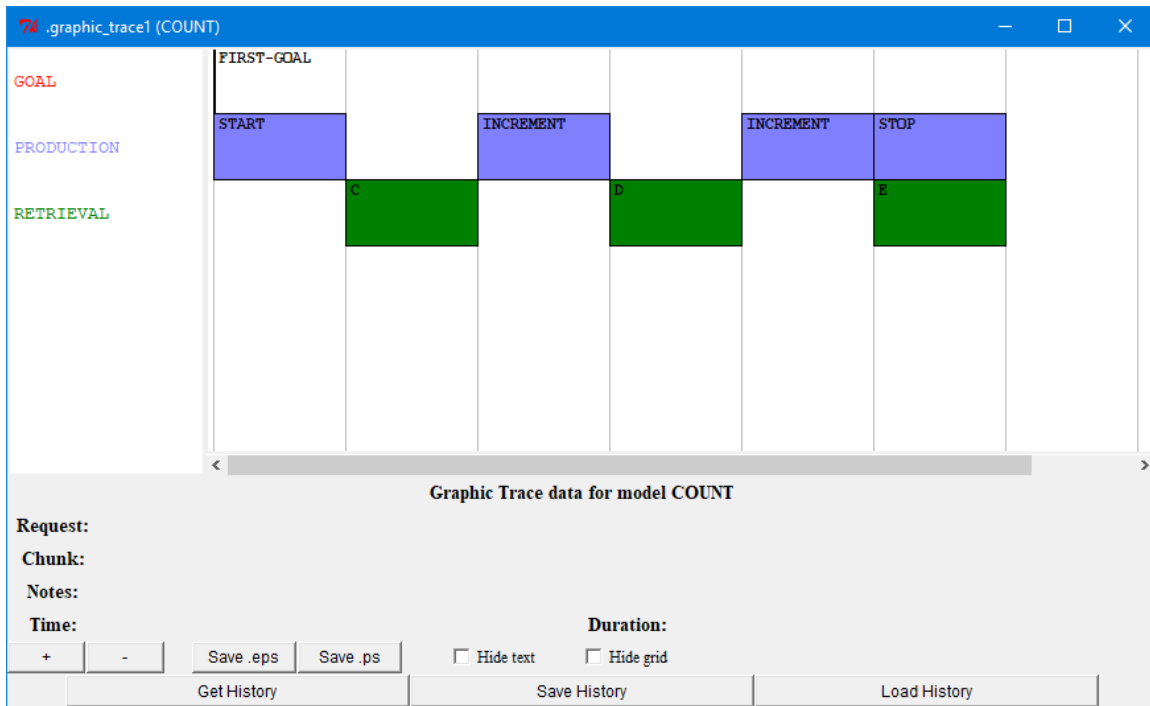 .graphic_trace1 (COUNT)
GOAL
PRODUCTION
RETRIEVAL
FIRST-GOAL
START INCREMENT INCREMENT STOP
C D E
Graphic Trace data for model COUNT
Request:
Chunk:
Notes:
Time: Duration:
+ - Save .eps Save .ps Hide text Hide grid
Get History Save History Load History